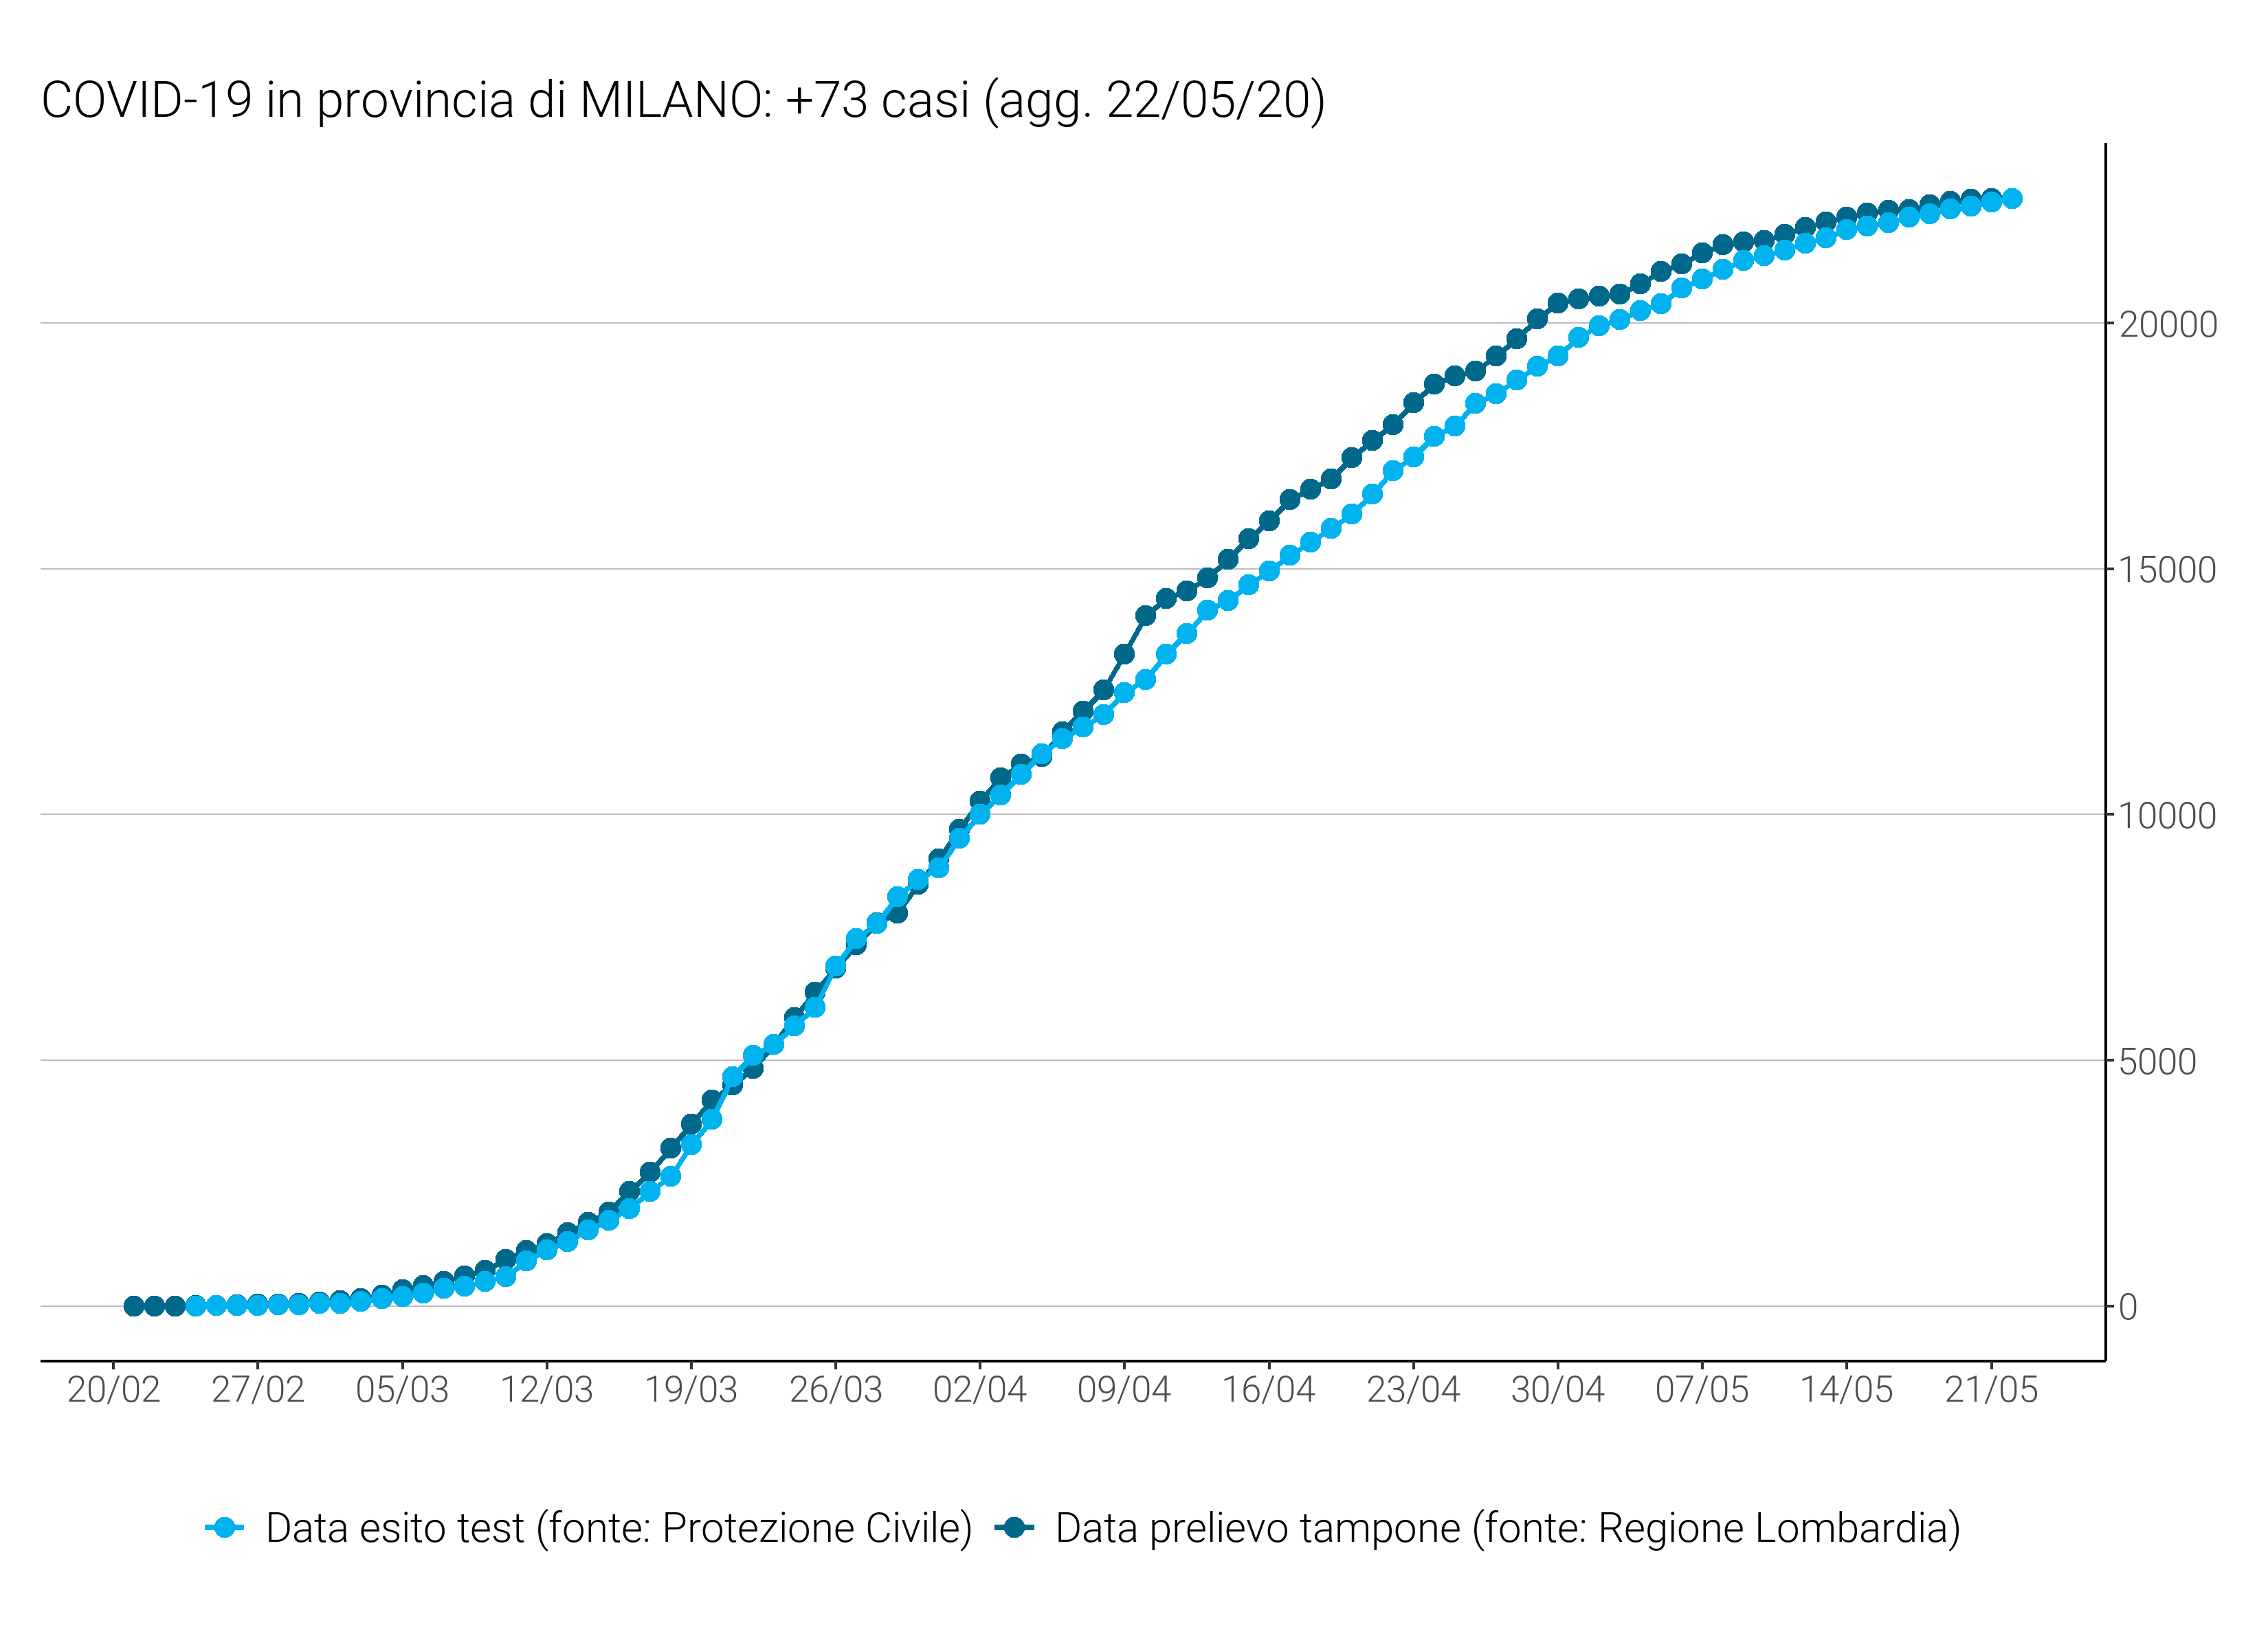 COVID-19 in provincia di MILANO: +73 casi (agg. 22/05/20)
20000
15000
10000
5000
0
20/02 27/02 05/03 12/03 19/03 26/03 02/04 09/04 16/04 23/04 30/04 07/05 14/05 21/05
Data esito test (fonte: Protezione Civile) Data prelievo tampone (fonte: Regione Lombardia)